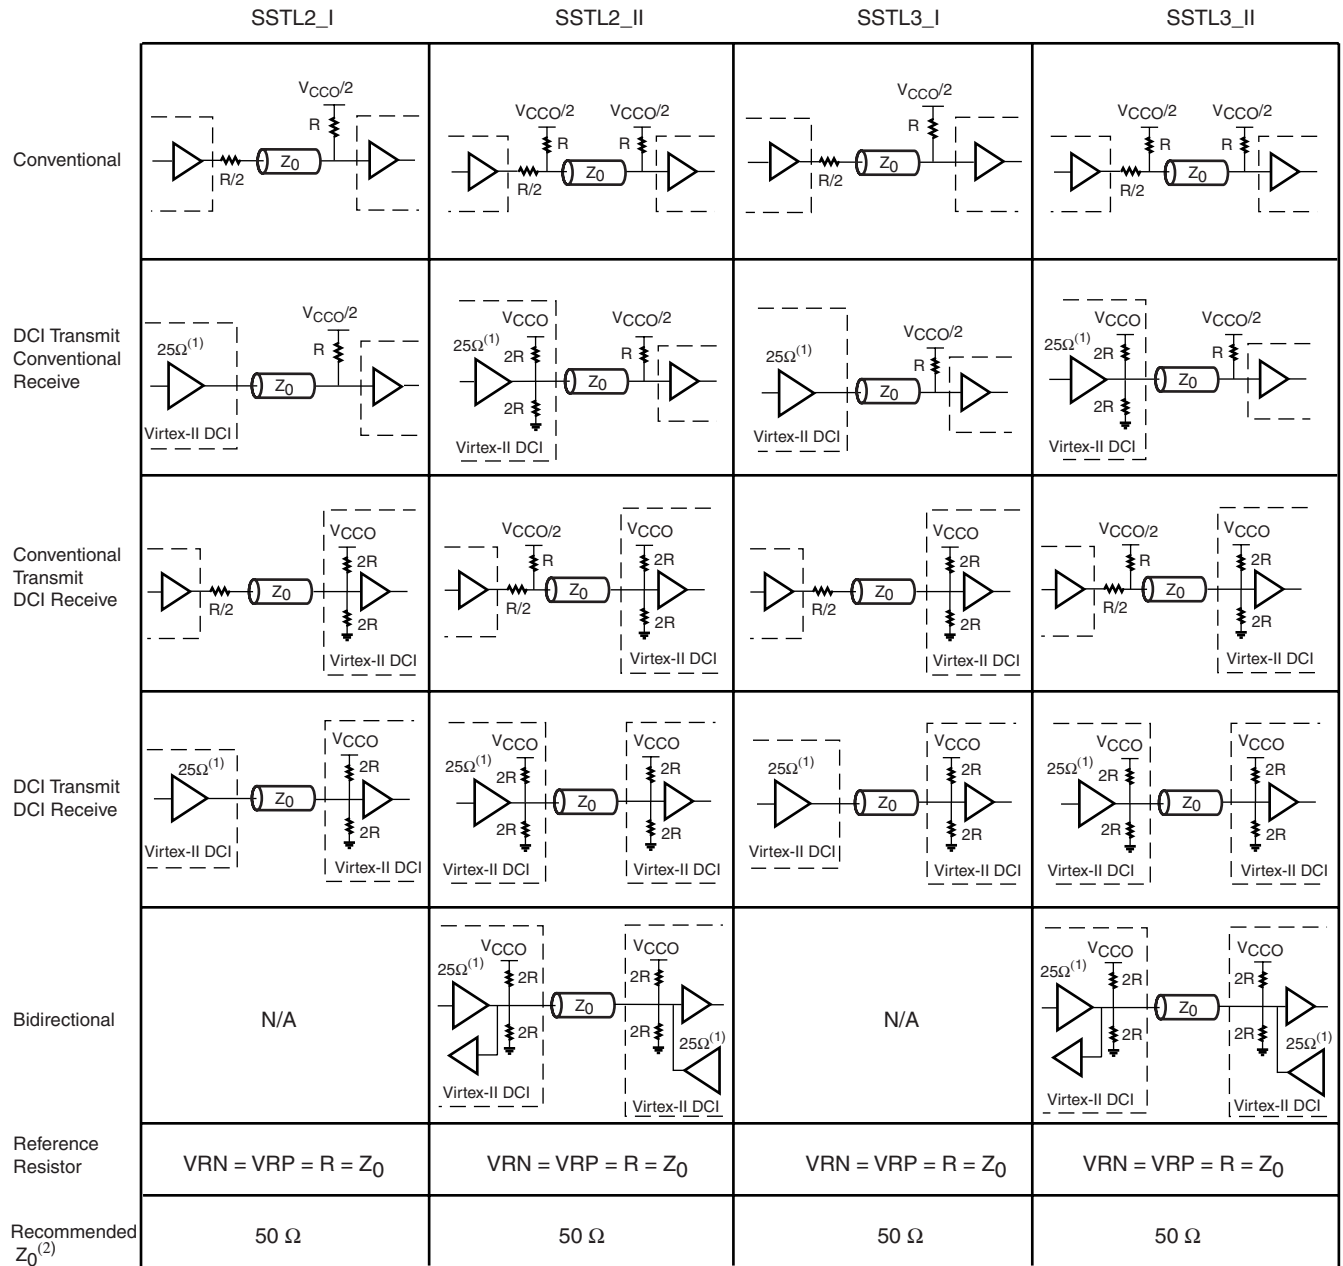 SSTL2_I SSTL2_II SSTL3_I SSTL3_II
Conventional
VCCO/2
R
R/2
Z0
VCCO/2 VCCO/2
R R
R/2
Z0
VCCO/2
R
R/2
Z0
VCCO/2 VCCO/2
R R
R/2
Z0
DCI Transmit
Conventional
Receive
VCCO/2
25Ω(1)
R
Z0
Virtex-II DCI
VCCO VCCO/2
25Ω(1)
2R
R
Z0
2R
Virtex-II DCI
VCCO/2
25Ω(1)
R
Z0
Virtex-II DCI
VCCO VCCO/2
25Ω(1)
2R
R
Z0
2R
Virtex-II DCI
Conventional
Transmit
DCI Receive
VCCO
2R
Z0
R/2
2R
Virtex-II DCI
VCCO/2 VCCO
R
2R
Z0
R/2
2R
Virtex-II DCI
VCCO
2R
Z0
R/2
2R
Virtex-II DCI
VCCO/2 VCCO
R
2R
Z0
R/2
2R
Virtex-II DCI
DCI Transmit
DCI Receive
VCCO
25Ω(1)
2R
Z0
2R
Virtex-II DCI
Virtex-II DCI
VCCO VCCO
25Ω(1)
2R 2R
Z0
2R 2R
Virtex-II DCI Virtex-II DCI
VCCO
25Ω(1)
2R
Z0
2R
Virtex-II DCI
Virtex-II DCI
VCCO VCCO
25Ω(1)
2R 2R
Z0
2R 2R
Virtex-II DCI Virtex-II DCI
Bidirectional
N/A
VCCO VCCO
25Ω(1)
2R 2R
Z0
2R 2R
25Ω(1)
Virtex-II DCI
Virtex-II DCI
N/A
VCCO VCCO
25Ω(1)
2R 2R
Z0
2R 2R
25Ω(1)
Virtex-II DCI
Virtex-II DCI
Reference
Resistor
VRN = VRP = R = Z0
VRN = VRP = R = Z0
VRN = VRP = R = Z0
VRN = VRP = R = Z0
Recommended
Z0(2)
50 Ω
50 Ω
50 Ω
50 Ω